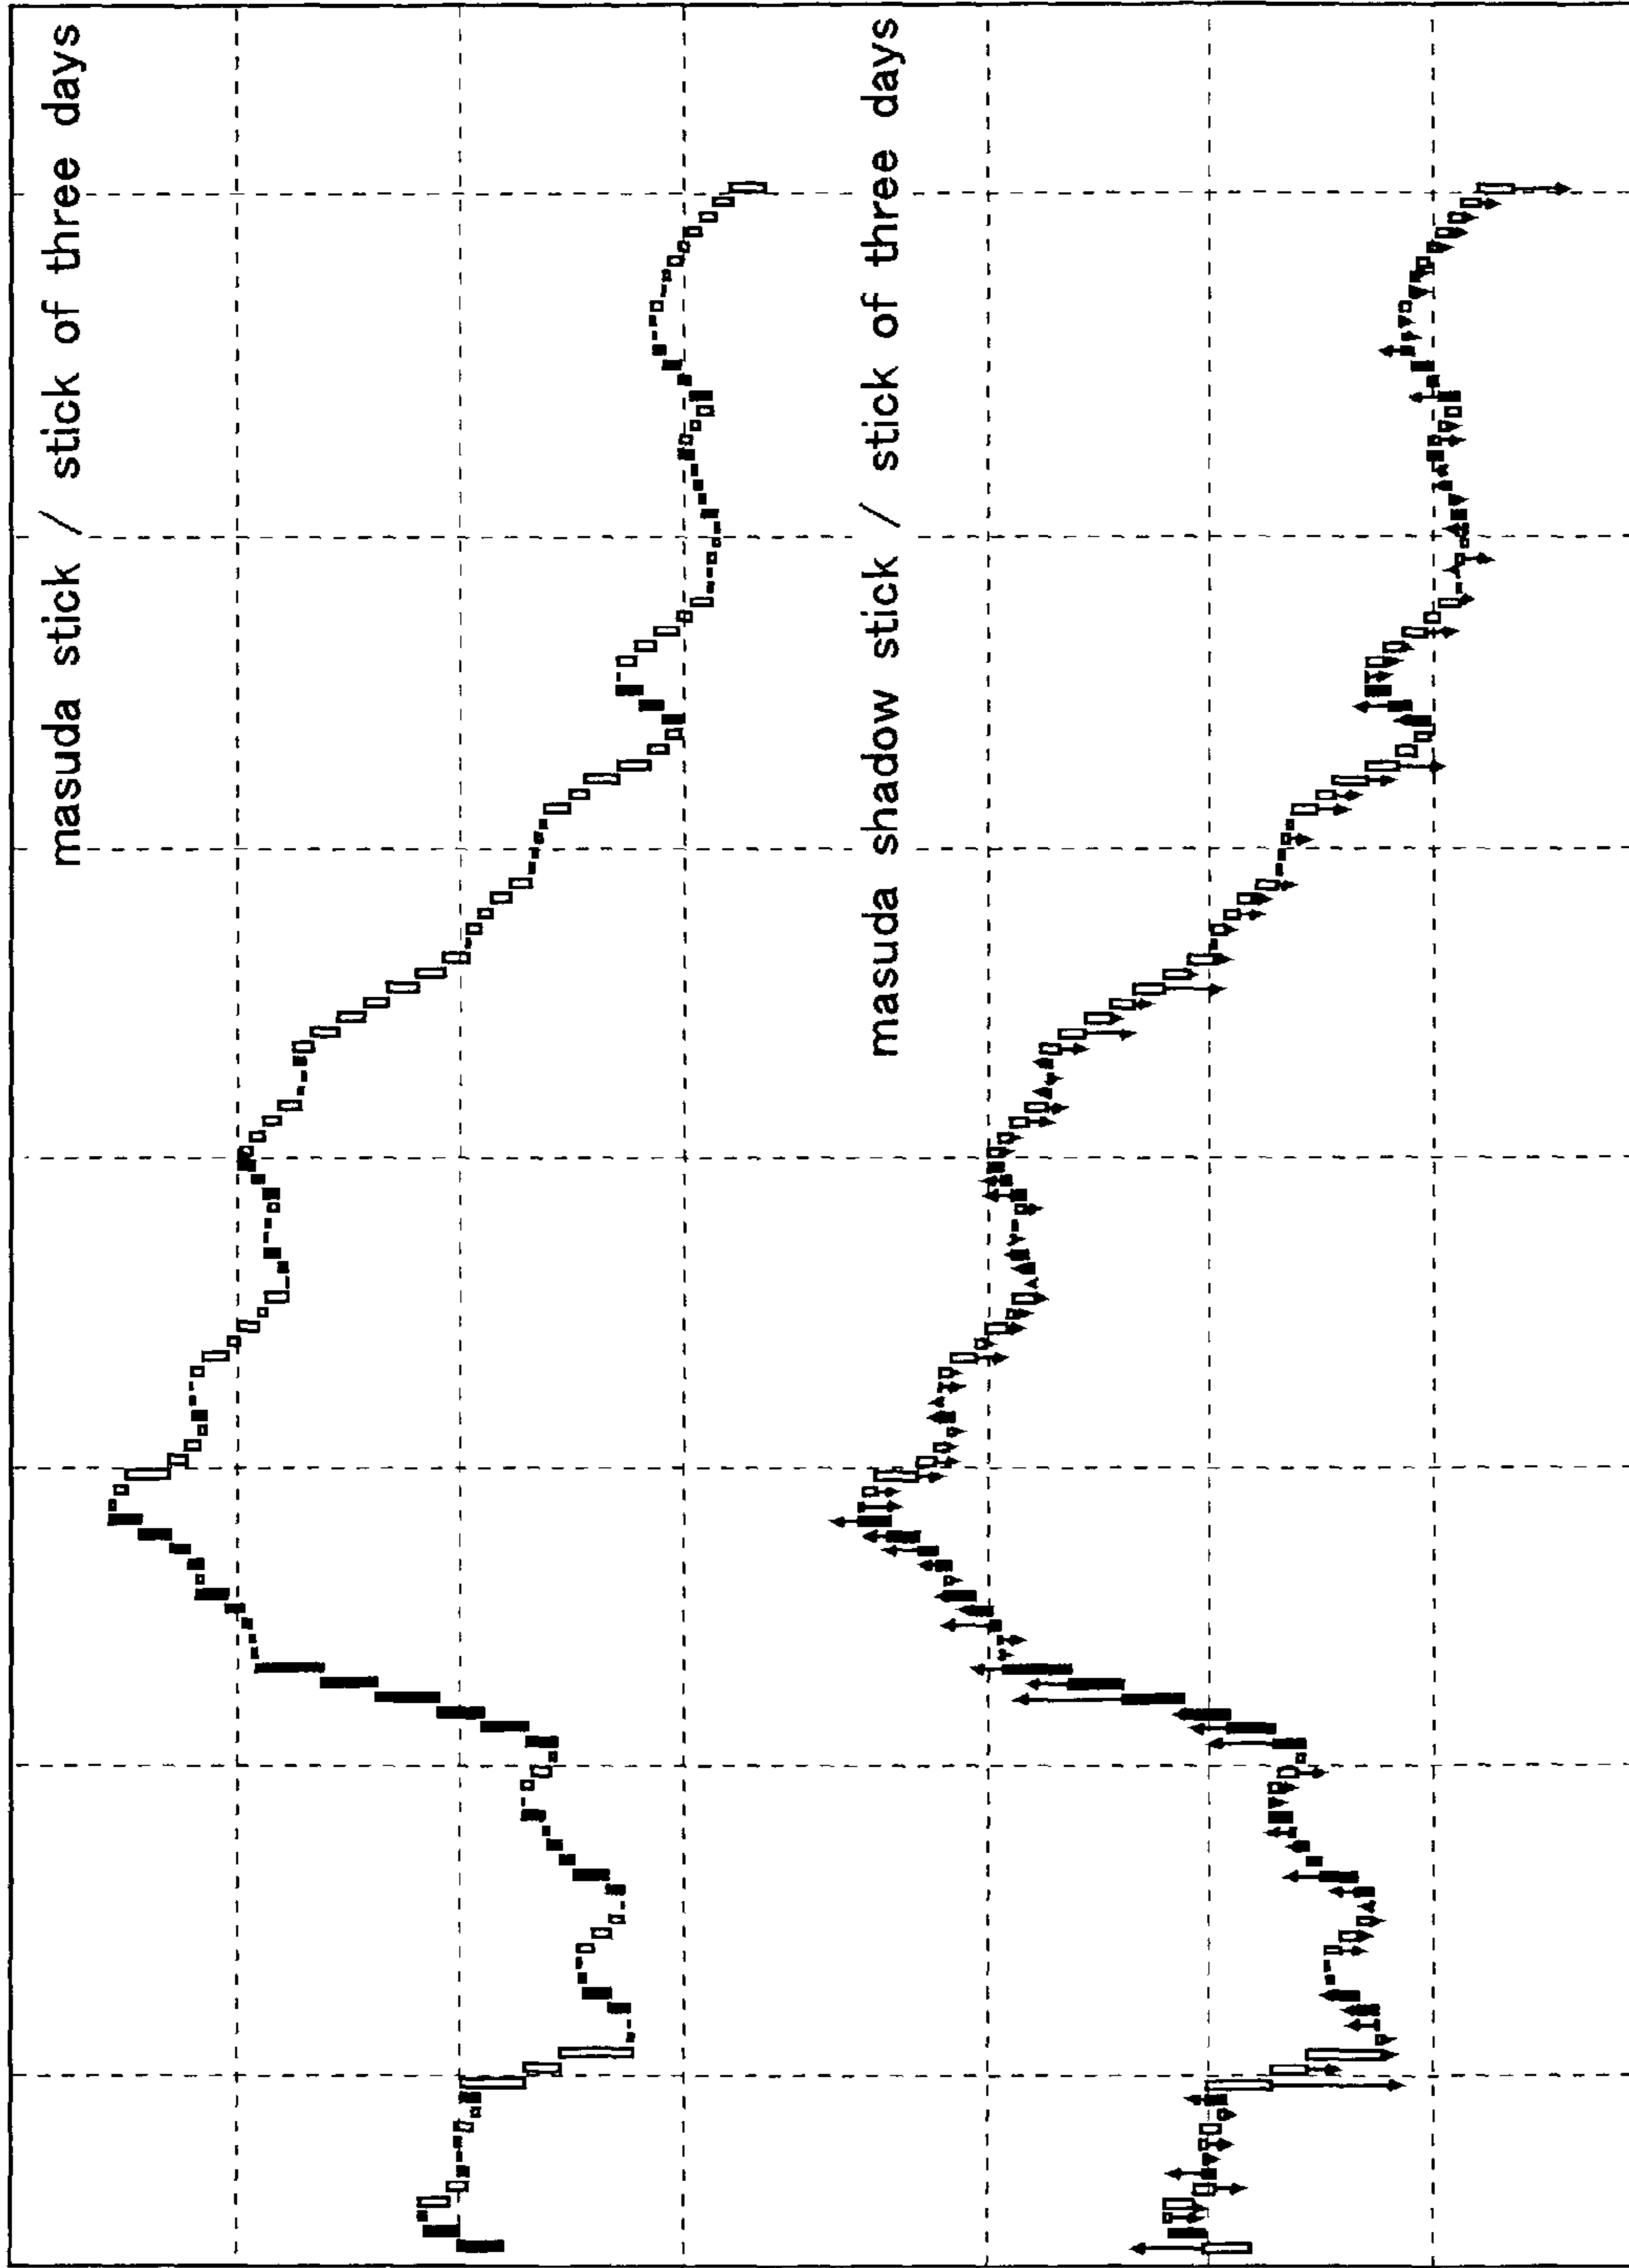 masuda stick / stick of three days
masuda shadow stick / stick of three days